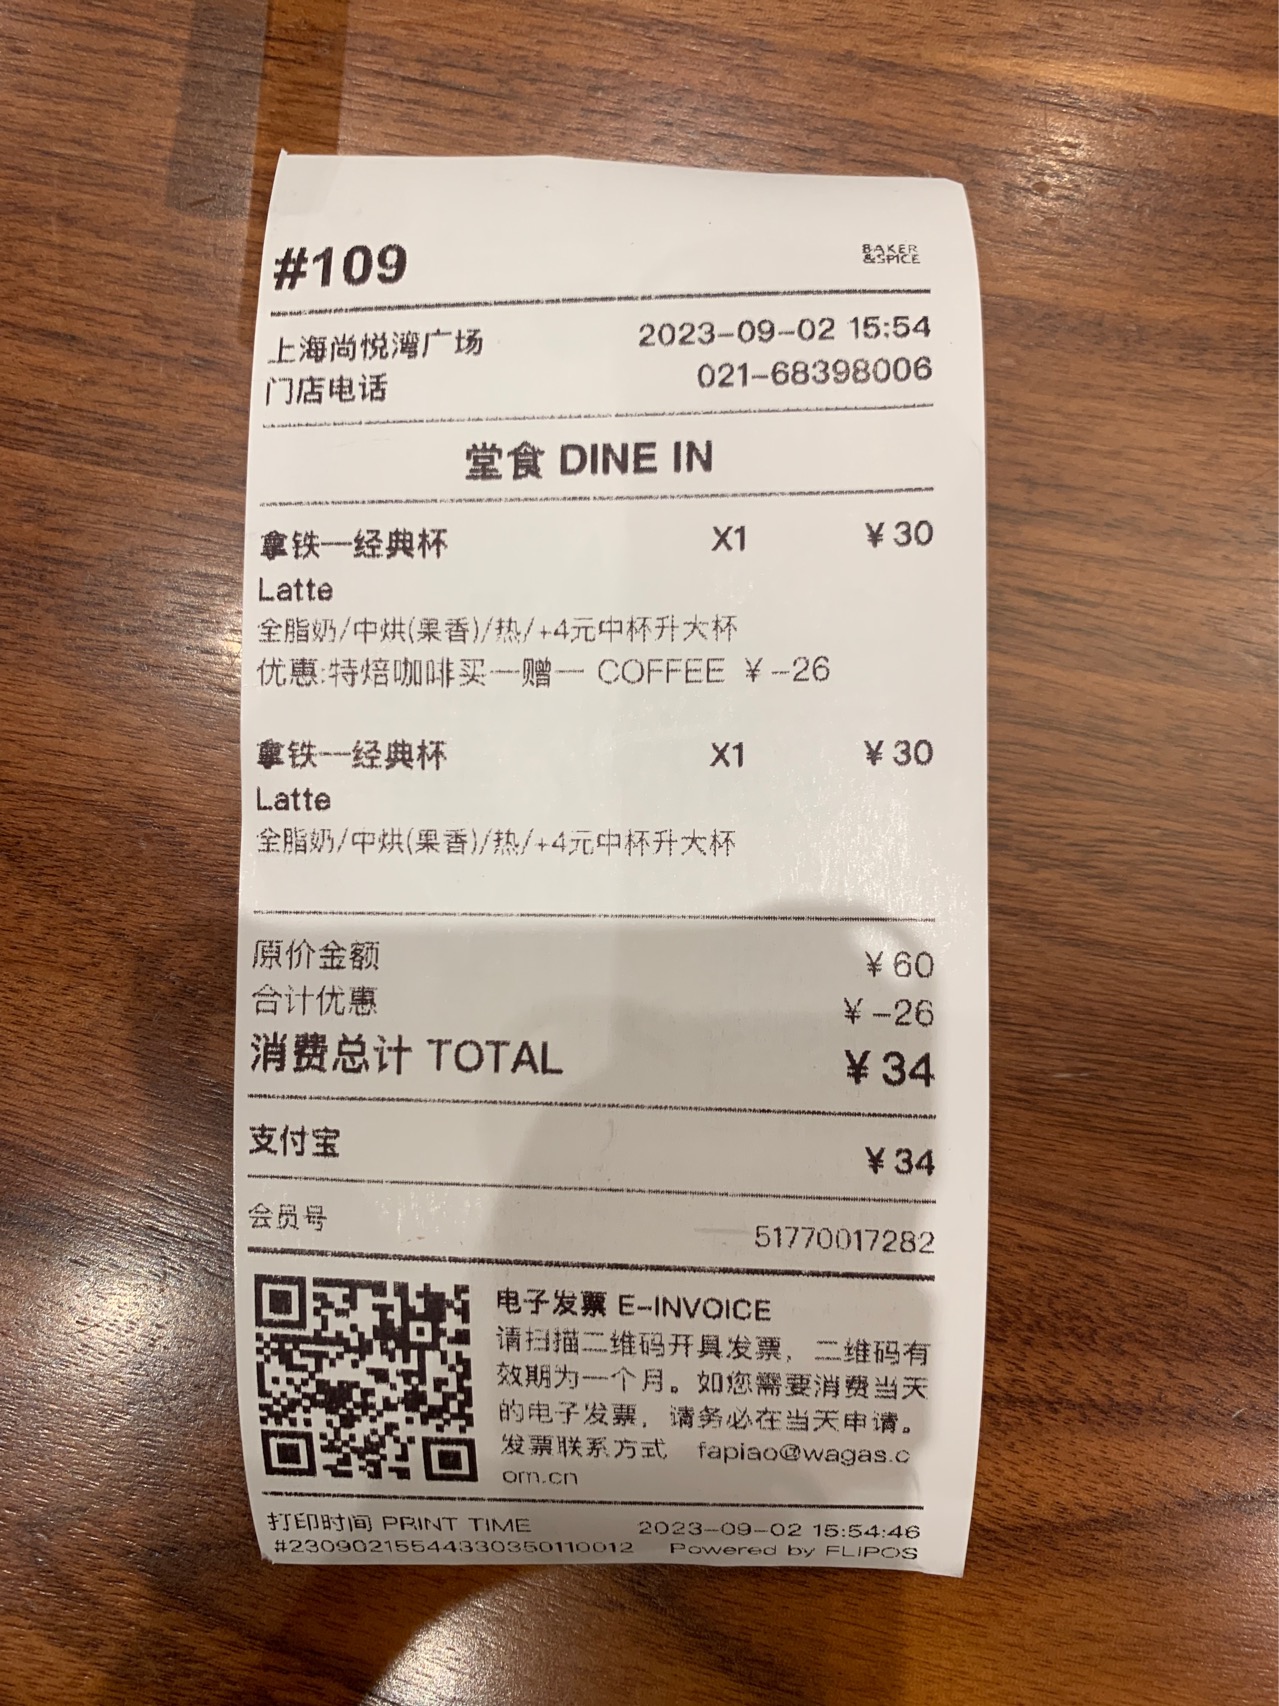 #109
BAKER
&SPICE
上海尚悦湾广场 2023-09-02 15:54
门店电话 021-68398006
堂食 DINE IN
拿铁—经典杯 X1 ¥30
Latte
全脂奶/中烘(果香)/热/+4元中杯升大杯
优惠:特焙咖啡买一赠一 COFFEE ¥-26
拿铁—经典杯 X1 ¥30
Latte
全脂奶/中烘(果香)/热/+4元中杯升大杯
原价金额 ¥60
合计优惠 ¥-26
消费总计 TOTAL ¥34
支付宝 ¥34
会员号 51770017282
电子发票 E-INVOICE
请扫描二维码开具发票，二维码有
效期为一个月。如您需要消费当天
的电子发票，请务必在当天申请。
发票联系方式 fapiao@wagas.c
om.cn
打印时间 PRINT TIME 2023-09-02 15:54:46
#23090215544330350110012 Powered by FLIPOS